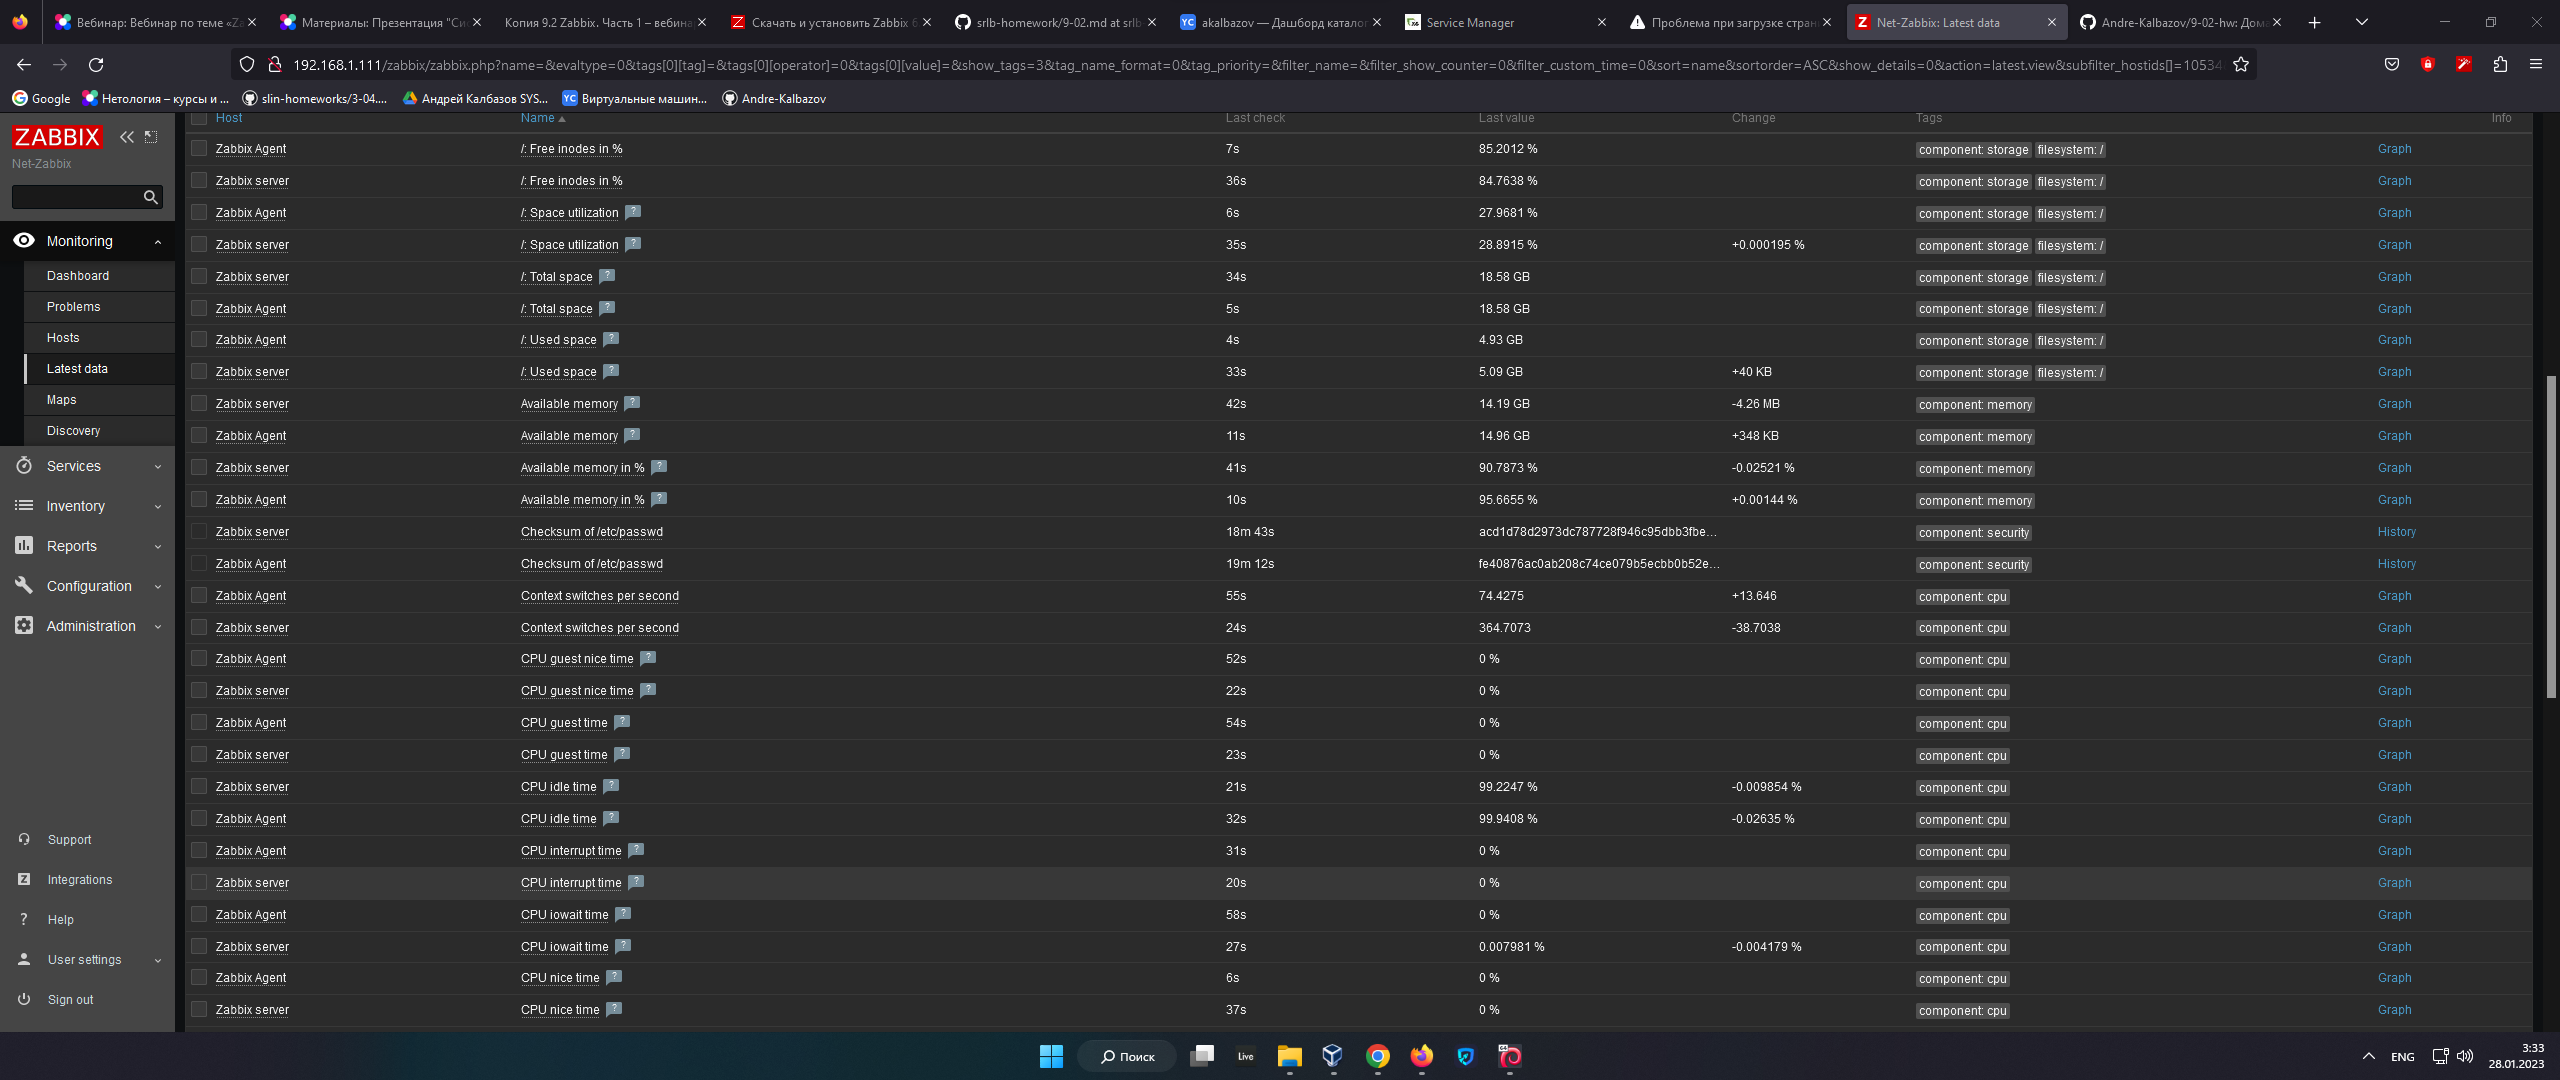 Вебинар: Вебинар по теме «Za
Материалы: Презентация "Сис
Копия 9.2 Zabbix. Часть 1 – вебина
Скачать и установить Zabbix 6
srlb-homework/9-02.md at srlb-
akalbazov — Дашборд каталог
Service Manager
Проблема при загрузке стран
Net-Zabbix: Latest data
Andre-Kalbazov/9-02-hw: Дома
192.168.1.111/zabbix/zabbix.php?name=&evaltype=0&tags[0][tag]=&tags[0][operator]=0&tags[0][value]=&show_tags=3&tag_name_format=0&tag_priority=&filter_name=&filter_show_counter=0&filter_custom_time=0&sort=name&sortorder=ASC&show_details=0&action=latest.view&subfilter_hostids[]=10534
Google Нетология – курсы и ... slin-homeworks/3-04.... Андрей Калбазов SYS... Виртуальные машин... Andre-Kalbazov
ZABBIX
Net-Zabbix
Monitoring
Dashboard
Problems
Hosts
Latest data
Maps
Discovery
Services
Inventory
Reports
Configuration
Administration
Support
Integrations
Help
User settings
Sign out
Host Name Last check Last value Change Tags Info
Zabbix Agent /: Free inodes in % 7s 85.2012 % component: storage filesystem: / Graph
Zabbix server /: Free inodes in % 36s 84.7638 % component: storage filesystem: / Graph
Zabbix Agent /: Space utilization ? 6s 27.9681 % component: storage filesystem: / Graph
Zabbix server /: Space utilization ? 35s 28.8915 % +0.000195 % component: storage filesystem: / Graph
Zabbix server /: Total space ? 34s 18.58 GB component: storage filesystem: / Graph
Zabbix Agent /: Total space ? 5s 18.58 GB component: storage filesystem: / Graph
Zabbix Agent /: Used space ? 4s 4.93 GB component: storage filesystem: / Graph
Zabbix server /: Used space ? 33s 5.09 GB +40 KB component: storage filesystem: / Graph
Zabbix server Available memory ? 42s 14.19 GB -4.26 MB component: memory Graph
Zabbix Agent Available memory ? 11s 14.96 GB +348 KB component: memory Graph
Zabbix server Available memory in % ? 41s 90.7873 % -0.02521 % component: memory Graph
Zabbix Agent Available memory in % ? 10s 95.6655 % +0.00144 % component: memory Graph
Zabbix server Checksum of /etc/passwd 18m 43s acd1d78d2973dc787728f946c95dbb3fbe... component: security History
Zabbix Agent Checksum of /etc/passwd 19m 12s fe40876ac0ab208c74ce079b5ecbb0b52e... component: security History
Zabbix Agent Context switches per second 55s 74.4275 +13.646 component: cpu Graph
Zabbix server Context switches per second 24s 364.7073 -38.7038 component: cpu Graph
Zabbix Agent CPU guest nice time ? 52s 0 % component: cpu Graph
Zabbix server CPU guest nice time ? 22s 0 % component: cpu Graph
Zabbix Agent CPU guest time ? 54s 0 % component: cpu Graph
Zabbix server CPU guest time ? 23s 0 % component: cpu Graph
Zabbix server CPU idle time ? 21s 99.2247 % -0.009854 % component: cpu Graph
Zabbix Agent CPU idle time ? 32s 99.9408 % -0.02635 % component: cpu Graph
Zabbix Agent CPU interrupt time ? 31s 0 % component: cpu Graph
Zabbix server CPU interrupt time ? 20s 0 % component: cpu Graph
Zabbix Agent CPU iowait time ? 58s 0 % component: cpu Graph
Zabbix server CPU iowait time ? 27s 0.007981 % -0.004179 % component: cpu Graph
Zabbix Agent CPU nice time ? 6s 0 % component: cpu Graph
Zabbix server CPU nice time ? 37s 0 % component: cpu Graph
Поиск
Live
ENG
3:33
28.01.2023